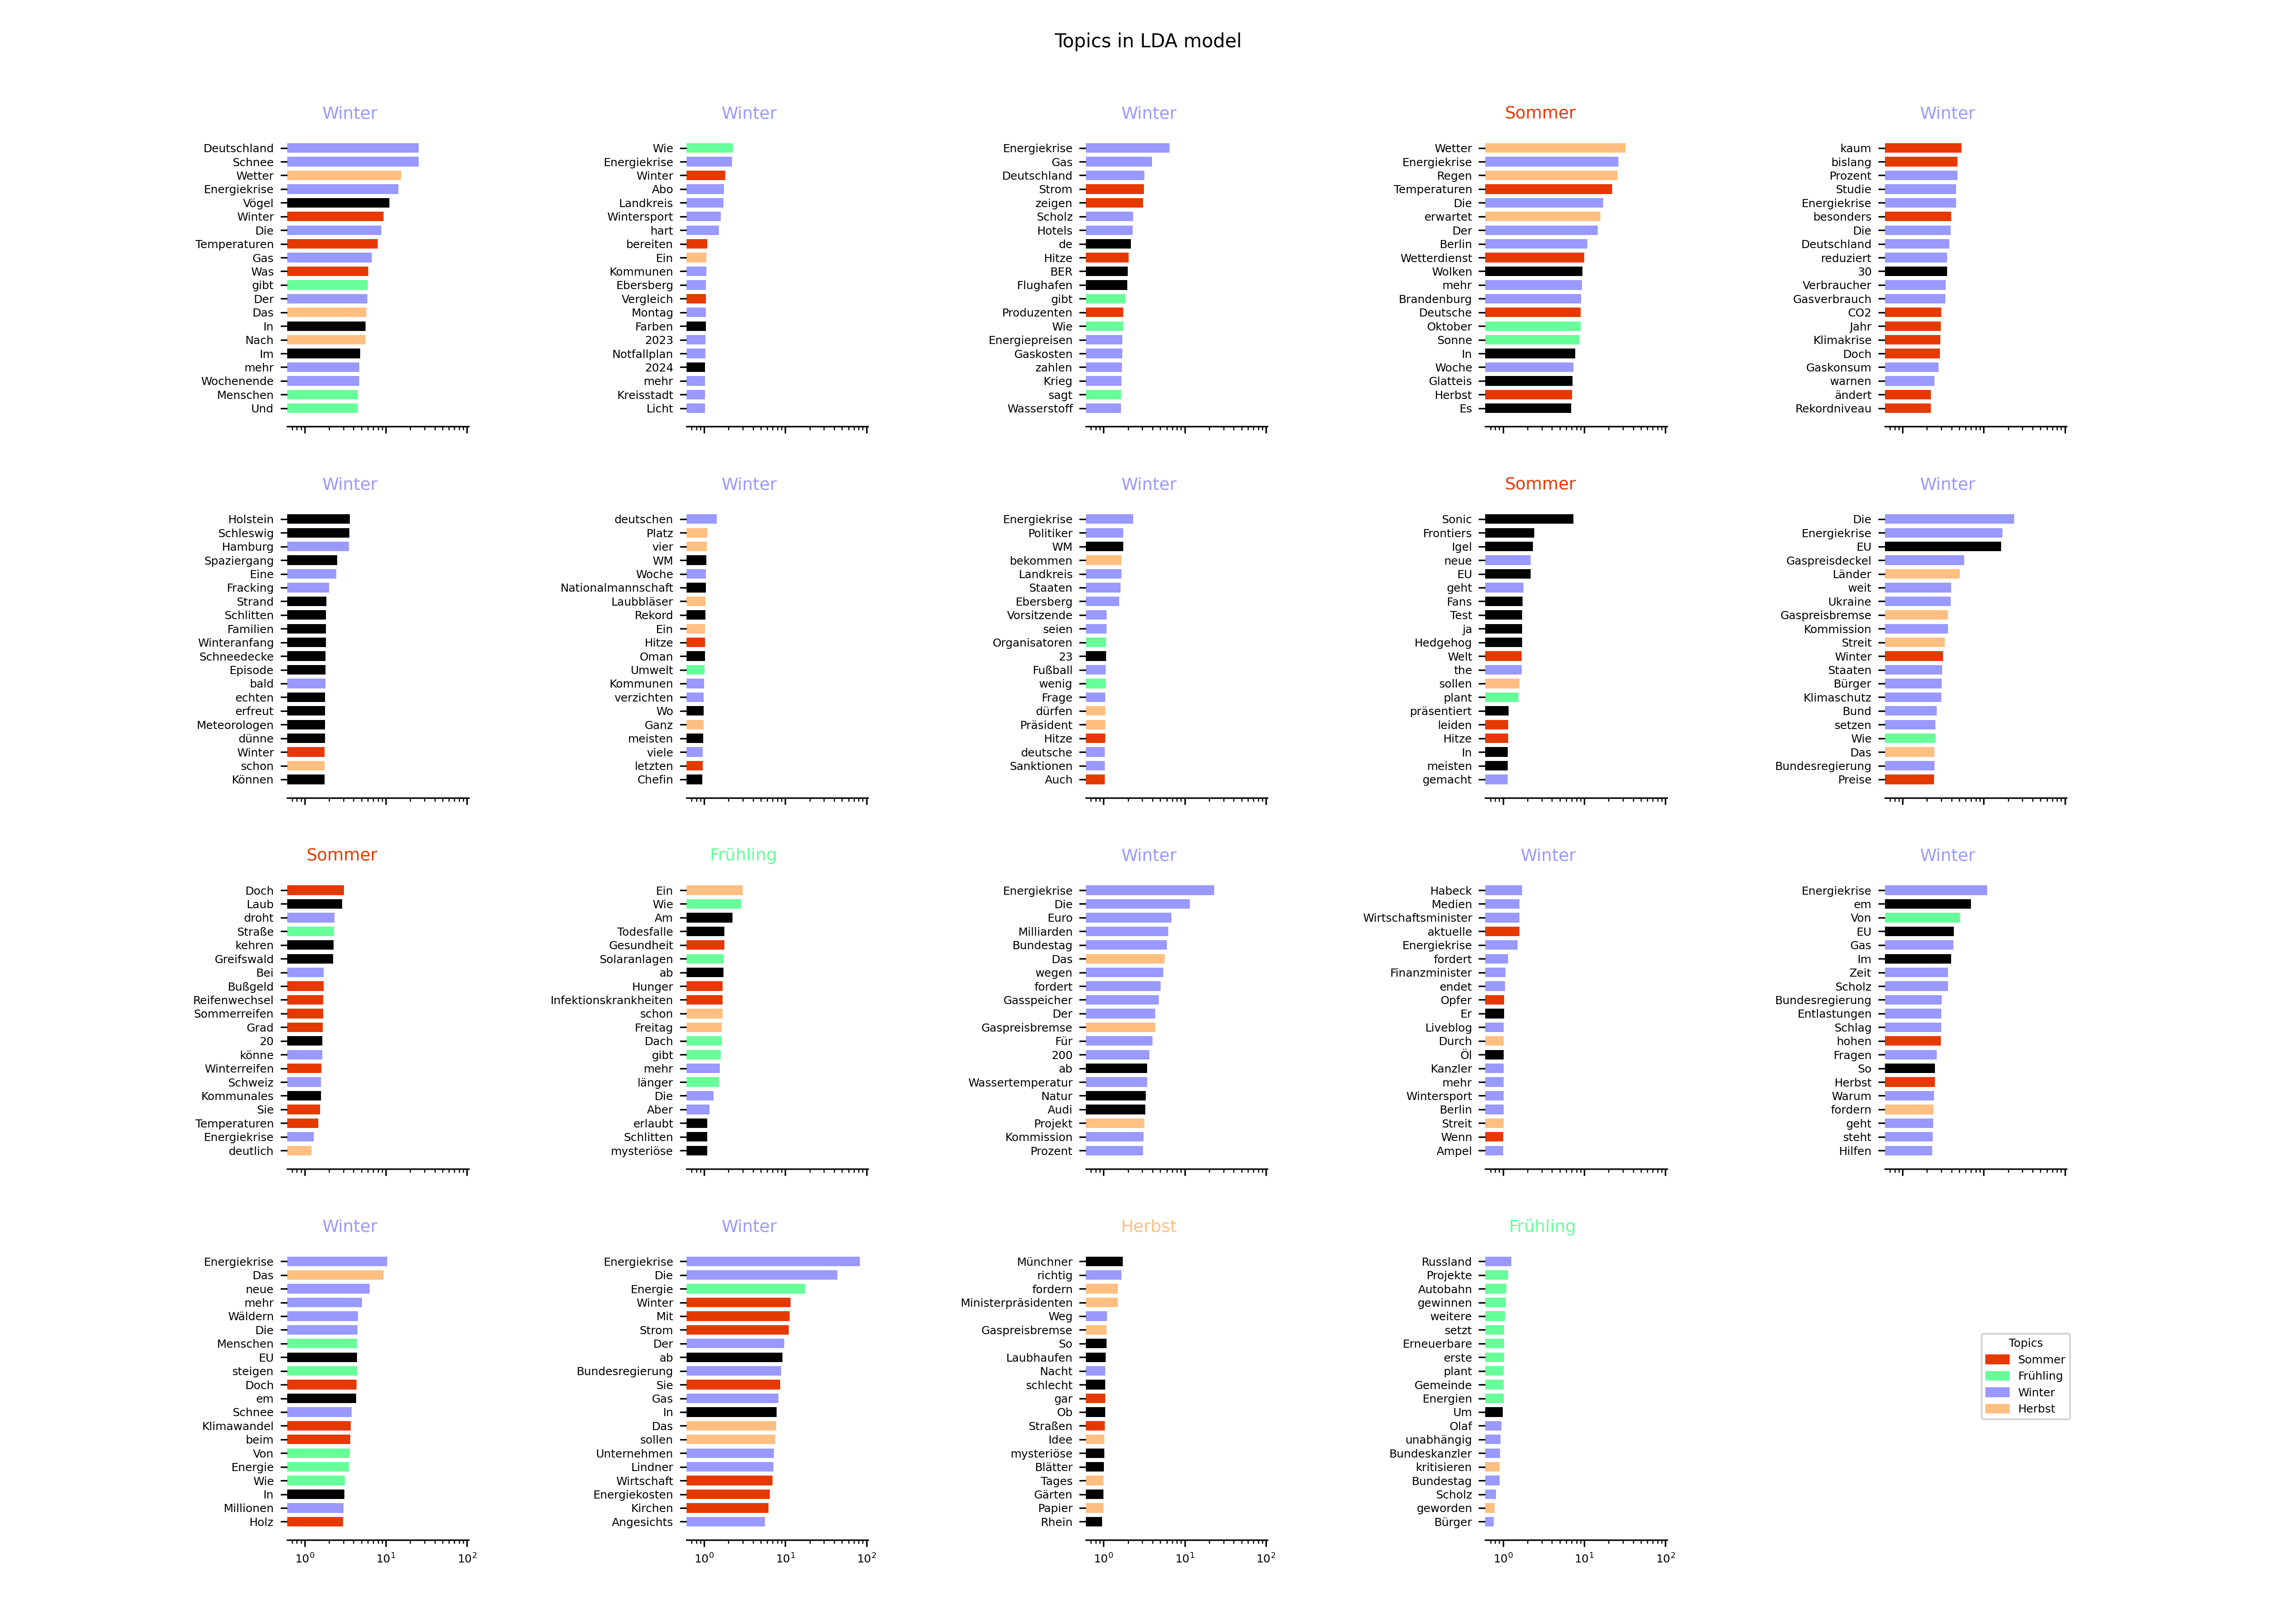 Topics in LDA model
Winter
Deutschland
Schnee
Wetter
Energiekrise
Vögel
Winter
Die
Temperaturen
Gas
Was
gibt
Der
Das
In
Nach
Im
mehr
Wochenende
Menschen
Und
Winter
Wie
Energiekrise
Winter
Abo
Landkreis
Wintersport
hart
bereiten
Ein
Kommunen
Ebersberg
Vergleich
Montag
Farben
2023
Notfallplan
2024
mehr
Kreisstadt
Licht
Winter
Energiekrise
Gas
Deutschland
Strom
zeigen
Scholz
Hotels
de
Hitze
BER
Flughafen
gibt
Produzenten
Wie
Energiepreisen
Gaskosten
zahlen
Krieg
sagt
Wasserstoff
Sommer
Wetter
Energiekrise
Regen
Temperaturen
Die
erwartet
Der
Berlin
Wetterdienst
Wolken
mehr
Brandenburg
Deutsche
Oktober
Sonne
In
Woche
Glatteis
Herbst
Es
Winter
kaum
bislang
Prozent
Studie
Energiekrise
besonders
Die
Deutschland
reduziert
30
Verbraucher
Gasverbrauch
CO2
Jahr
Klimakrise
Doch
Gaskonsum
warnen
ändert
Rekordniveau
Winter
Holstein
Schleswig
Hamburg
Spaziergang
Eine
Fracking
Strand
Schlitten
Familien
Winteranfang
Schneedecke
Episode
bald
echten
erfreut
Meteorologen
dünne
Winter
schon
Können
Winter
deutschen
Platz
vier
WM
Woche
Nationalmannschaft
Laubbläser
Rekord
Ein
Hitze
Oman
Umwelt
Kommunen
verzichten
Wo
Ganz
meisten
viele
letzten
Chefin
Winter
Energiekrise
Politiker
WM
bekommen
Landkreis
Staaten
Ebersberg
Vorsitzende
seien
Organisatoren
23
Fußball
wenig
Frage
dürfen
Präsident
Hitze
deutsche
Sanktionen
Auch
Sommer
Sonic
Frontiers
Igel
neue
EU
geht
Fans
Test
ja
Hedgehog
Welt
the
sollen
plant
präsentiert
leiden
Hitze
In
meisten
gemacht
Winter
Die
Energiekrise
EU
Gaspreisdeckel
Länder
weit
Ukraine
Gaspreisbremse
Kommission
Streit
Winter
Staaten
Bürger
Klimaschutz
Bund
setzen
Wie
Das
Bundesregierung
Preise
Sommer
Doch
Laub
droht
Straße
kehren
Greifswald
Bei
Bußgeld
Reifenwechsel
Sommerreifen
Grad
20
könne
Winterreifen
Schweiz
Kommunales
Sie
Temperaturen
Energiekrise
deutlich
Frühling
Ein
Wie
Am
Todesfalle
Gesundheit
Solaranlagen
ab
Hunger
Infektionskrankheiten
schon
Freitag
Dach
gibt
mehr
länger
Die
Aber
erlaubt
Schlitten
mysteriöse
Winter
Energiekrise
Die
Euro
Milliarden
Bundestag
Das
wegen
fordert
Gasspeicher
Der
Gaspreisbremse
Für
200
ab
Wassertemperatur
Natur
Audi
Projekt
Kommission
Prozent
Winter
Habeck
Medien
Wirtschaftsminister
aktuelle
Energiekrise
fordert
Finanzminister
endet
Opfer
Er
Liveblog
Durch
Öl
Kanzler
mehr
Wintersport
Berlin
Streit
Wenn
Ampel
Winter
Energiekrise
em
Von
EU
Gas
Im
Zeit
Scholz
Bundesregierung
Entlastungen
Schlag
hohen
Fragen
So
Herbst
Warum
fordern
geht
steht
Hilfen
Winter
Energiekrise
Das
neue
mehr
Wäldern
Die
Menschen
EU
steigen
Doch
em
Schnee
Klimawandel
beim
Von
Energie
Wie
In
Millionen
Holz
10⁰ 10¹ 10²
Winter
Energiekrise
Die
Energie
Winter
Mit
Strom
Der
ab
Bundesregierung
Sie
Gas
In
Das
sollen
Unternehmen
Lindner
Wirtschaft
Energiekosten
Kirchen
Angesichts
10⁰ 10¹ 10²
Herbst
Münchner
richtig
fordern
Ministerpräsidenten
Weg
Gaspreisbremse
So
Laubhaufen
Nacht
schlecht
gar
Ob
Straßen
Idee
mysteriöse
Blätter
Tages
Gärten
Papier
Rhein
10⁰ 10¹ 10²
Frühling
Russland
Projekte
Autobahn
gewinnen
weitere
setzt
Erneuerbare
erste
plant
Gemeinde
Energien
Um
Olaf
unabhängig
Bundeskanzler
kritisieren
Bundestag
Scholz
geworden
Bürger
10⁰ 10¹ 10²
Topics
Sommer
Frühling
Winter
Herbst